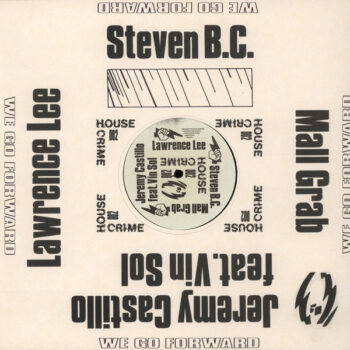 WE GO FORWARD
Steven B.C.
Lawrence Lee
WE GO FORWARD
Mall Grab
WE GO FORWARD
HOUSE
CRIME
002
HOUSE
CRIME
002
HOUSE
CRIME
002
HOUSE
CRIME
002
Lawrence Lee
Steven B.C.
Mall Grab
Jeremy Castillo
feat. Vin Sol
HOUSE
CRIME
002
Jeremy Castillo
feat. Vin Sol
WE GO FORWARD